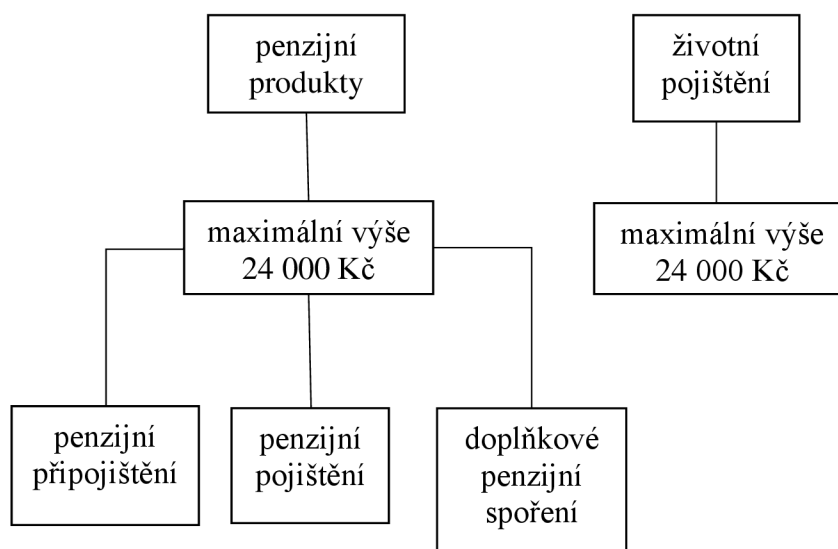 penzijní
produkty
životní
pojištění
maximální výše
24 000 Kč
maximální výše
24 000 Kč
penzijní
připojištění
penzijní
pojištění
doplňkové
penzijní
spoření